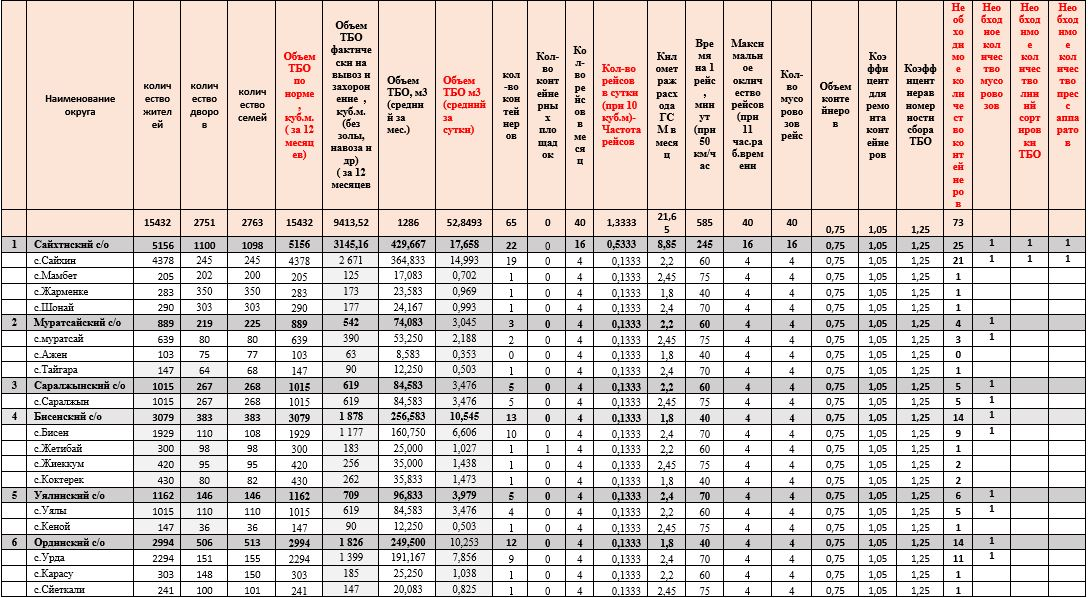 Наименование округа | количество жителей | количество дворов | количество семей | Объем ТБО по норме, куб.м. ( за 12 месяцев) | Объем ТБО фактически на вывоз и захоронение , куб.м. (без золы, навоза и др) ( за 12 месяцев | Объем ТБО, м3 (средний за мес.) | Объем ТБО м3 (средний за сутки) | кол-во контейнеров | Кол-во контейнерных площадок | Кол-во рейсов в месяц | Кол-во рейсов в сутки (при 10 куб.м)-Частота рейсов | Километраж расхода ГСМ в месяц | Время на 1 рейс, минут (при 50 км/час | Максимальное оличество рейсов (при 11 час.раб.времени | Кол-во мусоровозов рейс | Объем контейнеров | Коэффицент для ремонта контейнеров | Коэффицент неравномерности сбора ТБО | Необходимое количество контейнеров | Необходимое количество мусоровозов | Необходимое количество линий сортировки ТБО | Необходимое количество пресс аппаратов
15432 2751 2763 15432 9413,52 1286 52,8493 65 0 40 1,3333 21,65 585 40 40 0,75 1,05 1,25 73
1 Сайхтнский с/о 5156 1100 1098 5156 3145,16 429,667 17,658 22 0 16 0,5333 8,85 245 16 16 0,75 1,05 1,25 25 1 1 1
с.Сайхин 4378 245 245 4378 2 671 364,833 14,993 19 0 4 0,1333 2,2 60 4 4 0,75 1,05 1,25 21 1 1 1
с.Мамбет 205 202 200 205 125 17,083 0,702 1 0 4 0,1333 2,45 75 4 4 0,75 1,05 1,25 1
с.Жарменке 283 350 350 283 173 23,583 0,969 1 0 4 0,1333 1,8 40 4 4 0,75 1,05 1,25 1
с.Шонай 290 303 303 290 177 24,167 0,993 1 0 4 0,1333 2,4 70 4 4 0,75 1,05 1,25 1
2 Муратсайский с/о 889 219 225 889 542 74,083 3,045 3 0 4 0,1333 2,2 60 4 4 0,75 1,05 1,25 4 1
с.муратсай 639 80 80 639 390 53,250 2,188 2 0 4 0,1333 2,45 75 4 4 0,75 1,05 1,25 3 1
с.Ажен 103 75 77 103 63 8,583 0,353 0 0 4 0,1333 1,8 40 4 4 0,75 1,05 1,25 0
с.Тайгара 147 64 68 147 90 12,250 0,503 1 0 4 0,1333 2,4 70 4 4 0,75 1,05 1,25 1
3 Саралжынский с/о 1015 267 268 1015 619 84,583 3,476 5 0 4 0,1333 2,2 60 4 4 0,75 1,05 1,25 5 1
с.Саралжын 1015 267 268 1015 619 84,583 3,476 5 0 4 0,1333 2,45 75 4 4 0,75 1,05 1,25 5 1
4 Бисенский с/о 3079 383 383 3079 1 878 256,583 10,545 13 0 4 0,1333 1,8 40 4 4 0,75 1,05 1,25 14 1
с.Бисен 1929 110 108 1929 1 177 160,750 6,606 10 0 4 0,1333 2,4 70 4 4 0,75 1,05 1,25 9 1
с.Жетибай 300 98 98 300 183 25,000 1,027 1 1 4 0,1333 2,2 60 4 4 0,75 1,05 1,25 1
с.Жиеккум 420 95 95 420 256 35,000 1,438 1 0 4 0,1333 2,45 75 4 4 0,75 1,05 1,25 2
с.Коктерек 430 80 82 430 262 35,833 1,473 1 0 4 0,1333 1,8 40 4 4 0,75 1,05 1,25 2
5 Уялинский с/о 1162 146 146 1162 709 96,833 3,979 5 0 4 0,1333 2,4 70 4 4 0,75 1,05 1,25 6 1
с.Уялы 1015 110 110 1015 619 84,583 3,476 4 0 4 0,1333 2,2 60 4 4 0,75 1,05 1,25 5 1
с.Кеной 147 36 36 147 90 12,250 0,503 1 0 4 0,1333 2,45 75 4 4 0,75 1,05 1,25 1
6 Ординский с/о 2994 506 513 2994 1 826 249,500 10,253 12 0 4 0,1333 1,8 40 4 4 0,75 1,05 1,25 14 1
с.Урда 2294 151 155 2294 1 399 191,167 7,856 9 0 4 0,1333 2,4 70 4 4 0,75 1,05 1,25 11 1
с.Карасу 303 148 150 303 185 25,250 1,038 1 0 4 0,1333 2,2 60 4 4 0,75 1,05 1,25 1
с.Сйеткали 241 100 101 241 147 20,083 0,825 1 0 4 0,1333 2,45 75 4 4 0,75 1,05 1,25 1